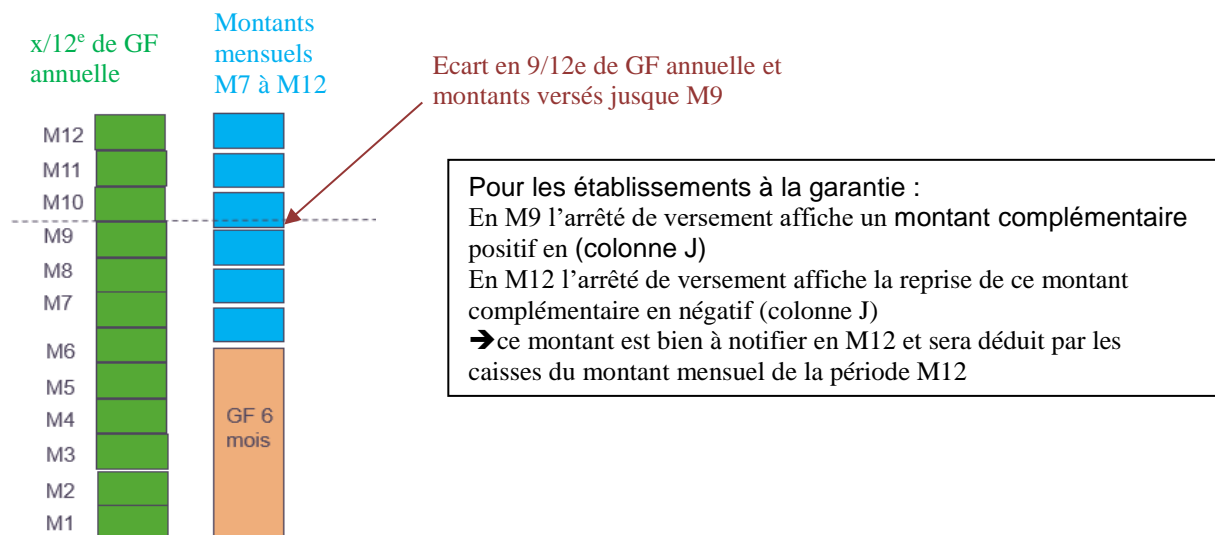 x/12e de GF
annuelle
Montants
mensuels
M7 à M12
Ecart en 9/12e de GF annuelle et
montants versés jusque M9
M12
M11
M10
M9
M8
M7
M6
M5
M4
M3
M2
M1
GF 6
mois
Pour les établissements à la garantie :
En M9 l’arrêté de versement affiche un montant complémentaire
positif en (colonne J)
En M12 l’arrêté de versement affiche la reprise de ce montant
complémentaire en négatif (colonne J)
➔ce montant est bien à notifier en M12 et sera déduit par les
caisses du montant mensuel de la période M12